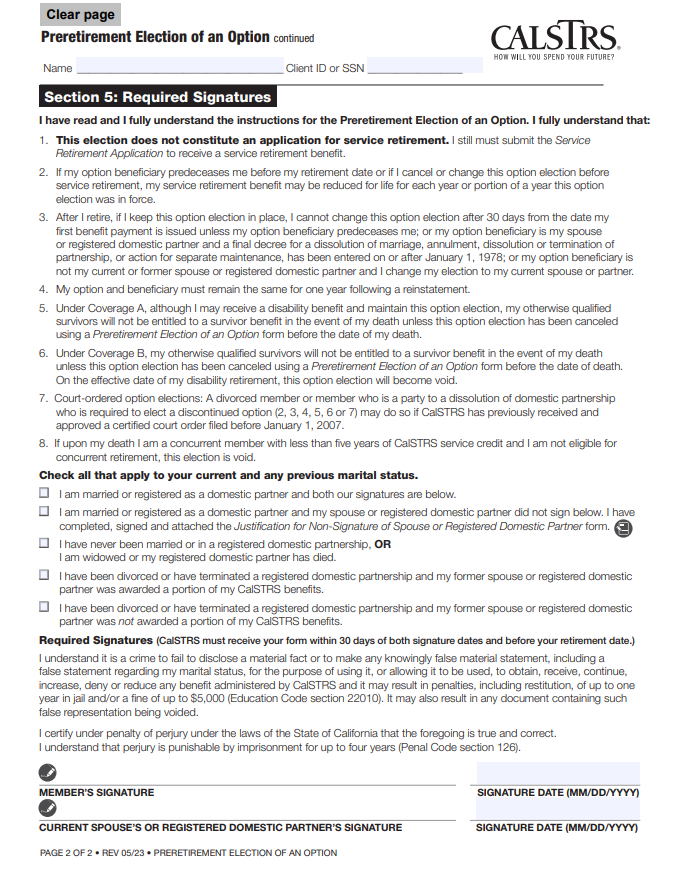 Clear page
Preretirement Election of an Option continued
CALSTRS®
HOW WILL YOU SPEND YOUR FUTURE?
Name Client ID or SSN
Section 5: Required Signatures
I have read and I fully understand the instructions for the Preretirement Election of an Option. I fully understand that:
1. This election does not constitute an application for service retirement. I still must submit the Service
Retirement Application to receive a service retirement benefit.
2. If my option beneficiary predeceases me before my retirement date or if I cancel or change this option election before
service retirement, my service retirement benefit may be reduced for life for each year or portion of a year this option
election was in force.
3. After I retire, if I keep this option election in place, I cannot change this option election after 30 days from the date my
first benefit payment is issued unless my option beneficiary predeceases me; or my option beneficiary is my spouse
or registered domestic partner and a final decree for a dissolution of marriage, annulment, dissolution or termination of
partnership, or action for separate maintenance, has been entered on or after January 1, 1978; or my option beneficiary is
not my current or former spouse or registered domestic partner and I change my election to my current spouse or partner.
4. My option and beneficiary must remain the same for one year following a reinstatement.
5. Under Coverage A, although I may receive a disability benefit and maintain this option election, my otherwise qualified
survivors will not be entitled to a survivor benefit in the event of my death unless this option election has been canceled
using a Preretirement Election of an Option form before the date of my death.
6. Under Coverage B, my otherwise qualified survivors will not be entitled to a survivor benefit in the event of my death
unless this option election has been canceled using a Preretirement Election of an Option form before the date of death.
On the effective date of my disability retirement, this option election will become void.
7. Court-ordered option elections: A divorced member or member who is a party to a dissolution of domestic partnership
who is required to elect a discontinued option (2, 3, 4, 5, 6 or 7) may do so if CalSTRS has previously received and
approved a certified court order filed before January 1, 2007.
8. If upon my death I am a concurrent member with less than five years of CalSTRS service credit and I am not eligible for
concurrent retirement, this election is void.
Check all that apply to your current and any previous marital status.
I am married or registered as a domestic partner and both our signatures are below.
I am married or registered as a domestic partner and my spouse or registered domestic partner did not sign below. I have
completed, signed and attached the Justification for Non-Signature of Spouse or Registered Domestic Partner form.
I have never been married or in a registered domestic partnership, OR
I am widowed or my registered domestic partner has died.
I have been divorced or have terminated a registered domestic partnership and my former spouse or registered domestic
partner was awarded a portion of my CalSTRS benefits.
I have been divorced or have terminated a registered domestic partnership and my former spouse or registered domestic
partner was not awarded a portion of my CalSTRS benefits.
Required Signatures (CalSTRS must receive your form within 30 days of both signature dates and before your retirement date.)
I understand it is a crime to fail to disclose a material fact or to make any knowingly false material statement, including a
false statement regarding my marital status, for the purpose of using it, or allowing it to be used, to obtain, receive, continue,
increase, deny or reduce any benefit administered by CalSTRS and it may result in penalties, including restitution, of up to one
year in jail and/or a fine of up to $5,000 (Education Code section 22010). It may also result in any document containing such
false representation being voided.
I certify under penalty of perjury under the laws of the State of California that the foregoing is true and correct.
I understand that perjury is punishable by imprisonment for up to four years (Penal Code section 126).
MEMBER'S SIGNATURE SIGNATURE DATE (MM/DD/YYYY)
CURRENT SPOUSE'S OR REGISTERED DOMESTIC PARTNER'S SIGNATURE SIGNATURE DATE (MM/DD/YYYY)
PAGE 2 OF 2 • REV 05/23 • PRERETIREMENT ELECTION OF AN OPTION